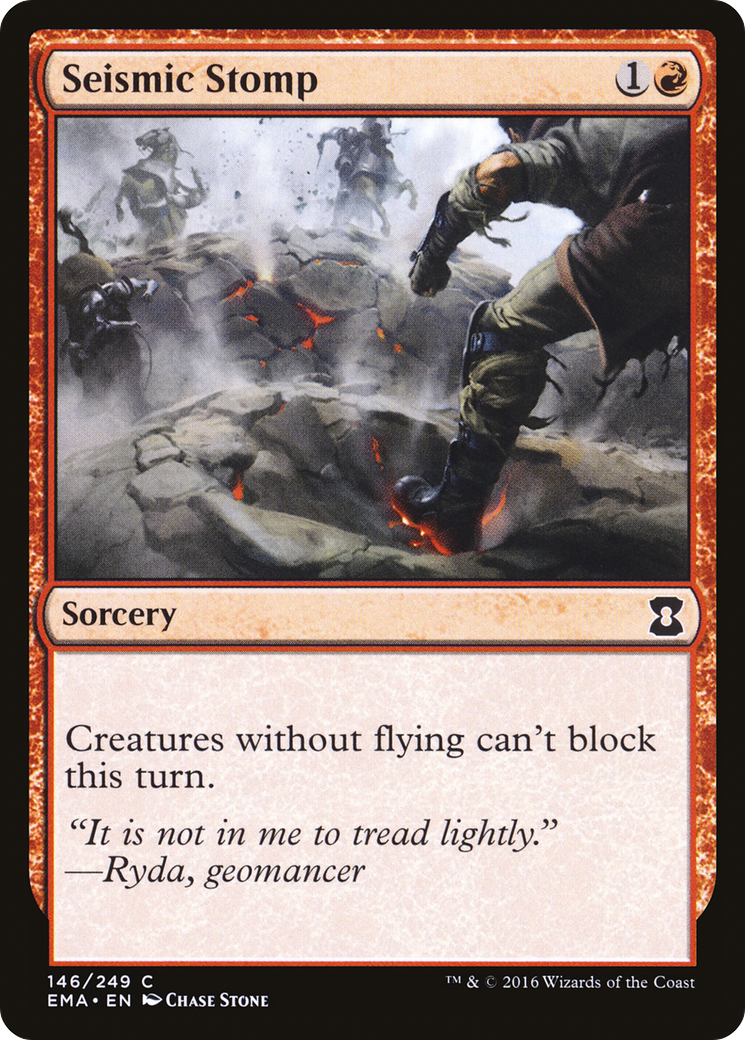 Seismic Stomp 1
Sorcery
Creatures without flying can't block
this turn.
"It is not in me to tread lightly."
—Ryda, geomancer
146/249 C
EMA • EN Chase Stone
™ & © 2016 Wizards of the Coast